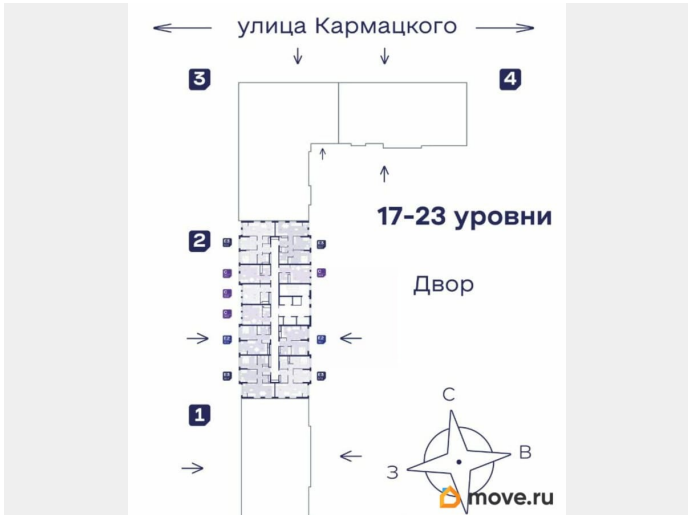 улица Кармацкого
3
4
17-23 уровни
2
Двор
1
С
В
З
move.ru